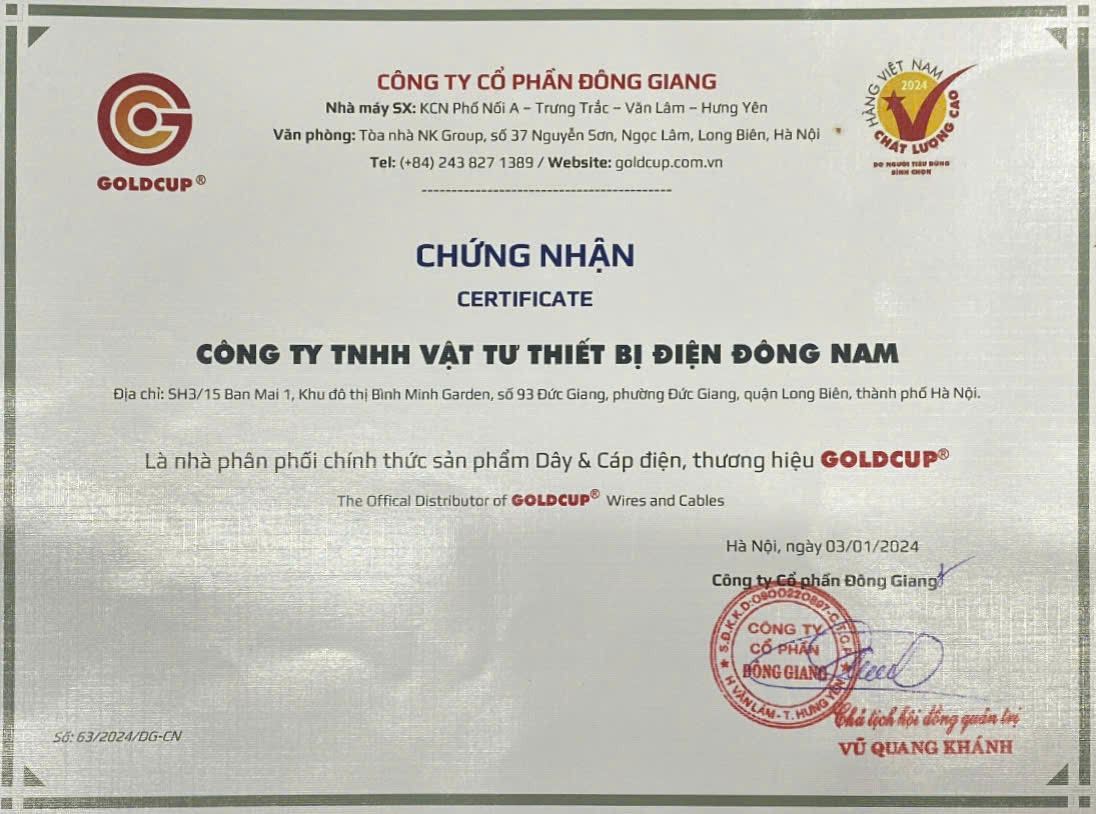 CÔNG TY CỔ PHẦN ĐÔNG GIANG
Nhà máy SX: KCN Phố Nối A – Trưng Trắc – Văn Lâm – Hưng Yên
Văn phòng: Tòa nhà NK Group, số 37 Nguyễn Sơn, Ngọc Lâm, Long Biên, Hà Nội
Tel: (+84) 243 827 1389 / Website: goldcup.com.vn
GOLDCUP®
HÀNG VIỆT NAM
2024
CHẤT LƯỢNG CAO
DO NGƯỜI TIÊU DÙNG
BÌNH CHỌN
CHỨNG NHẬN
CERTIFICATE
CÔNG TY TNHH VẬT TƯ THIẾT BỊ ĐIỆN ĐÔNG NAM
Địa chỉ: SH3/15 Ban Mai 1, Khu đô thị Bình Minh Garden, số 93 Đức Giang, phường Đức Giang, quận Long Biên, thành phố Hà Nội.
Là nhà phân phối chính thức sản phẩm Dây & Cáp điện, thương hiệu GOLDCUP®
The Offical Distributor of GOLDCUP® Wires and Cables
Hà Nội, ngày 03/01/2024
Công ty Cổ phần Đông Giang
S.Đ.K.K.D:0900220897-C.T.C.P
CÔNG TY
CỔ PHẦN
ĐÔNG GIANG
H VĂN LÂM - T. HƯNG YÊN
Chủ tịch hội đồng quản trị
VŨ QUANG KHÁNH
Số: 63/2024/DG-CN